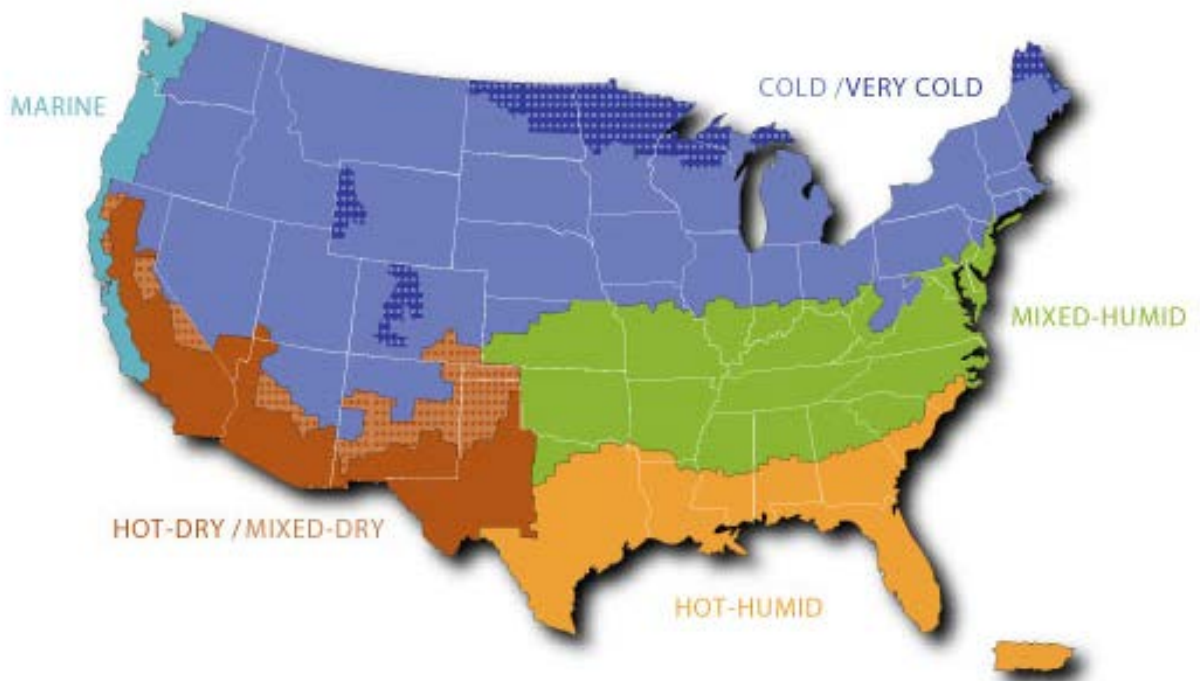 COLD /VERY COLD
MARINE
MIXED-HUMID
HOT-DRY / MIXED-DRY
HOT-HUMID